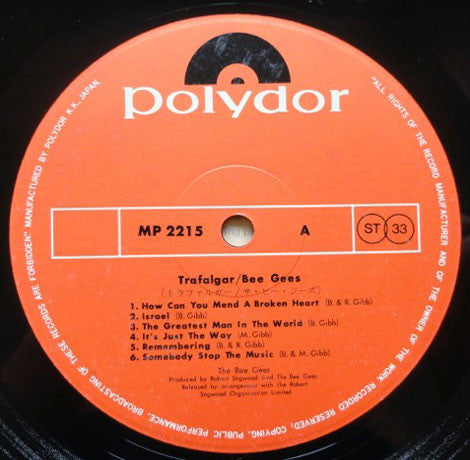 polydor
MP 2215
A
ST 33
Trafalgar/Bee Gees
(トラファルガー/ザ・ビー・ジーズ)
1. How Can You Mend A Broken Heart (B. & R. Gibb)
2. Israel (B. Gibb)
3. The Greatest Man In The World (B. Gibb)
4. It's Just The Way (M. Gibb)
5. Remembering (B. & R. Gibb)
6. Somebody Stop The Music (B. & M. Gibb)
The Bee Gees
Produced by Robert Stigwood And The Bee Gees
Released by arrangement with the Robert
Stigwood Organisation Limited
"ALL RIGHTS OF THE RECORD MANUFACTURER AND OF THE OWNER OF THE WORK RECORDED RESERVED; COPYING, PUBLIC PERFORMANCE, BROADCASTING OF THESE RECORDS ARE FORBIDDEN." MANUFACTURED BY POLYDOR K.K., JAPAN.